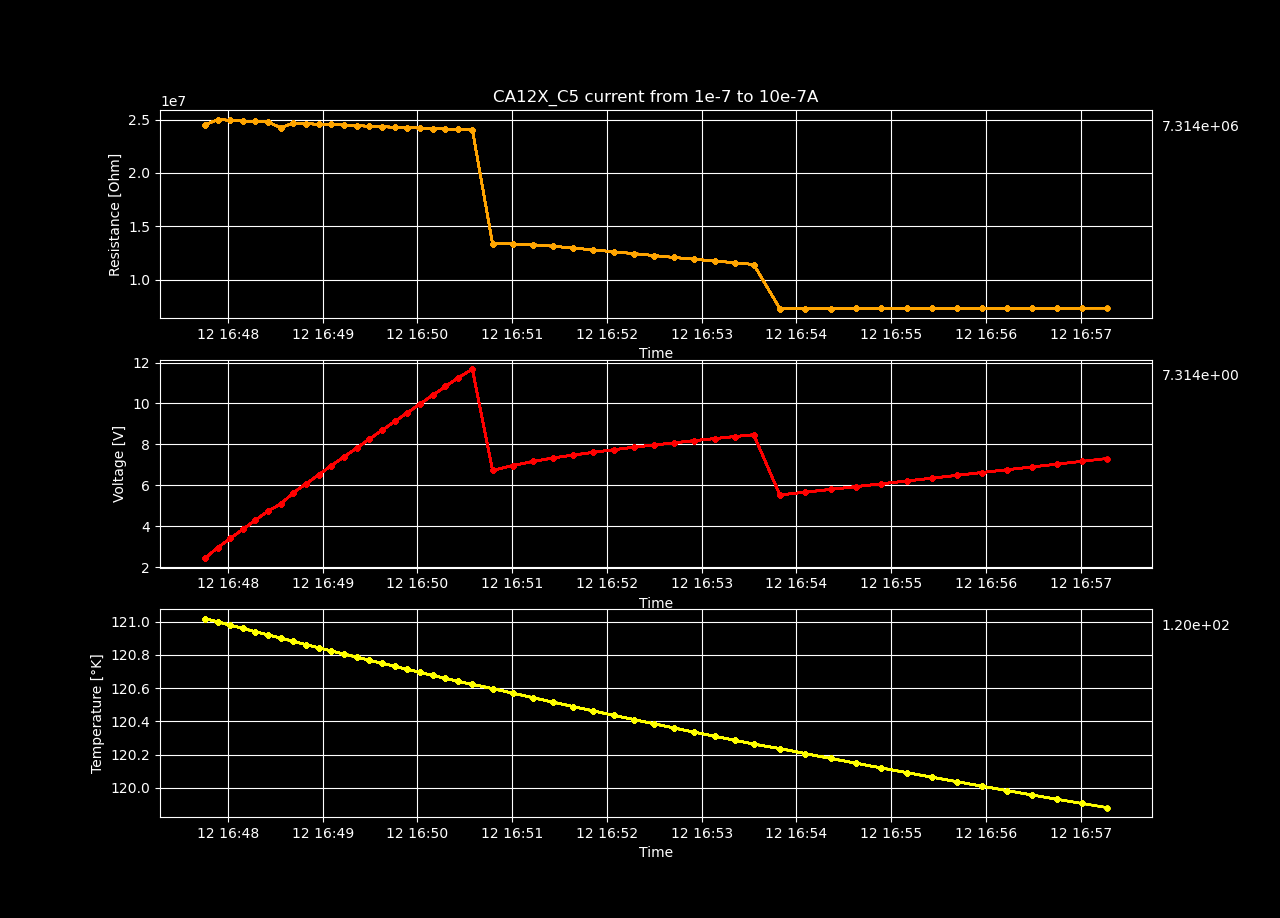 CA12X_C5 current from 1e-7 to 10e-7A
1e7
7.314e+06
Resistance [Ohm]
2.5
2.0
1.5
1.0
12 16:48 12 16:49 12 16:50 12 16:51 12 16:52 12 16:53 12 16:54 12 16:55 12 16:56 12 16:57
Time
7.314e+00
Voltage [V]
12
10
8
6
4
2
12 16:48 12 16:49 12 16:50 12 16:51 12 16:52 12 16:53 12 16:54 12 16:55 12 16:56 12 16:57
Time
1.20e+02
Temperature [°K]
121.0
120.8
120.6
120.4
120.2
120.0
12 16:48 12 16:49 12 16:50 12 16:51 12 16:52 12 16:53 12 16:54 12 16:55 12 16:56 12 16:57
Time